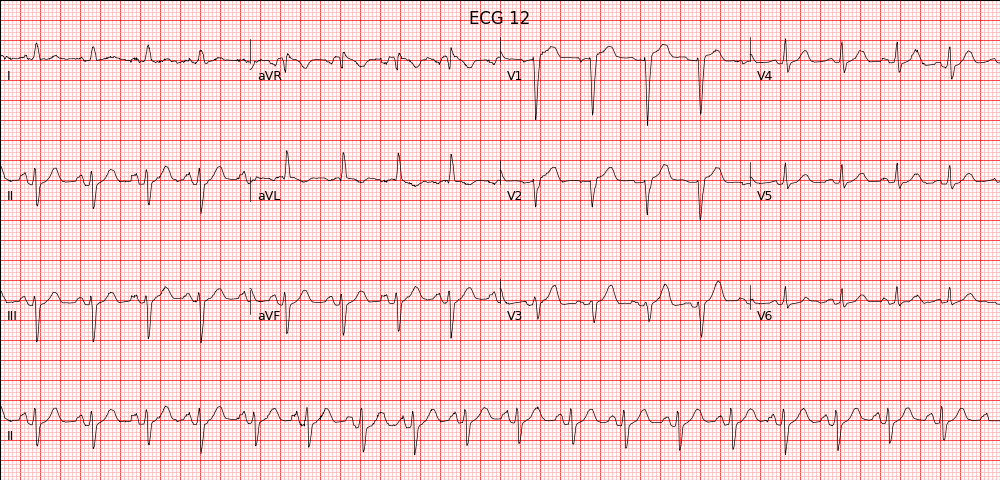 ECG 12
I aVR V1 V4
II aVL V2 V5
III aVF V3 V6
II